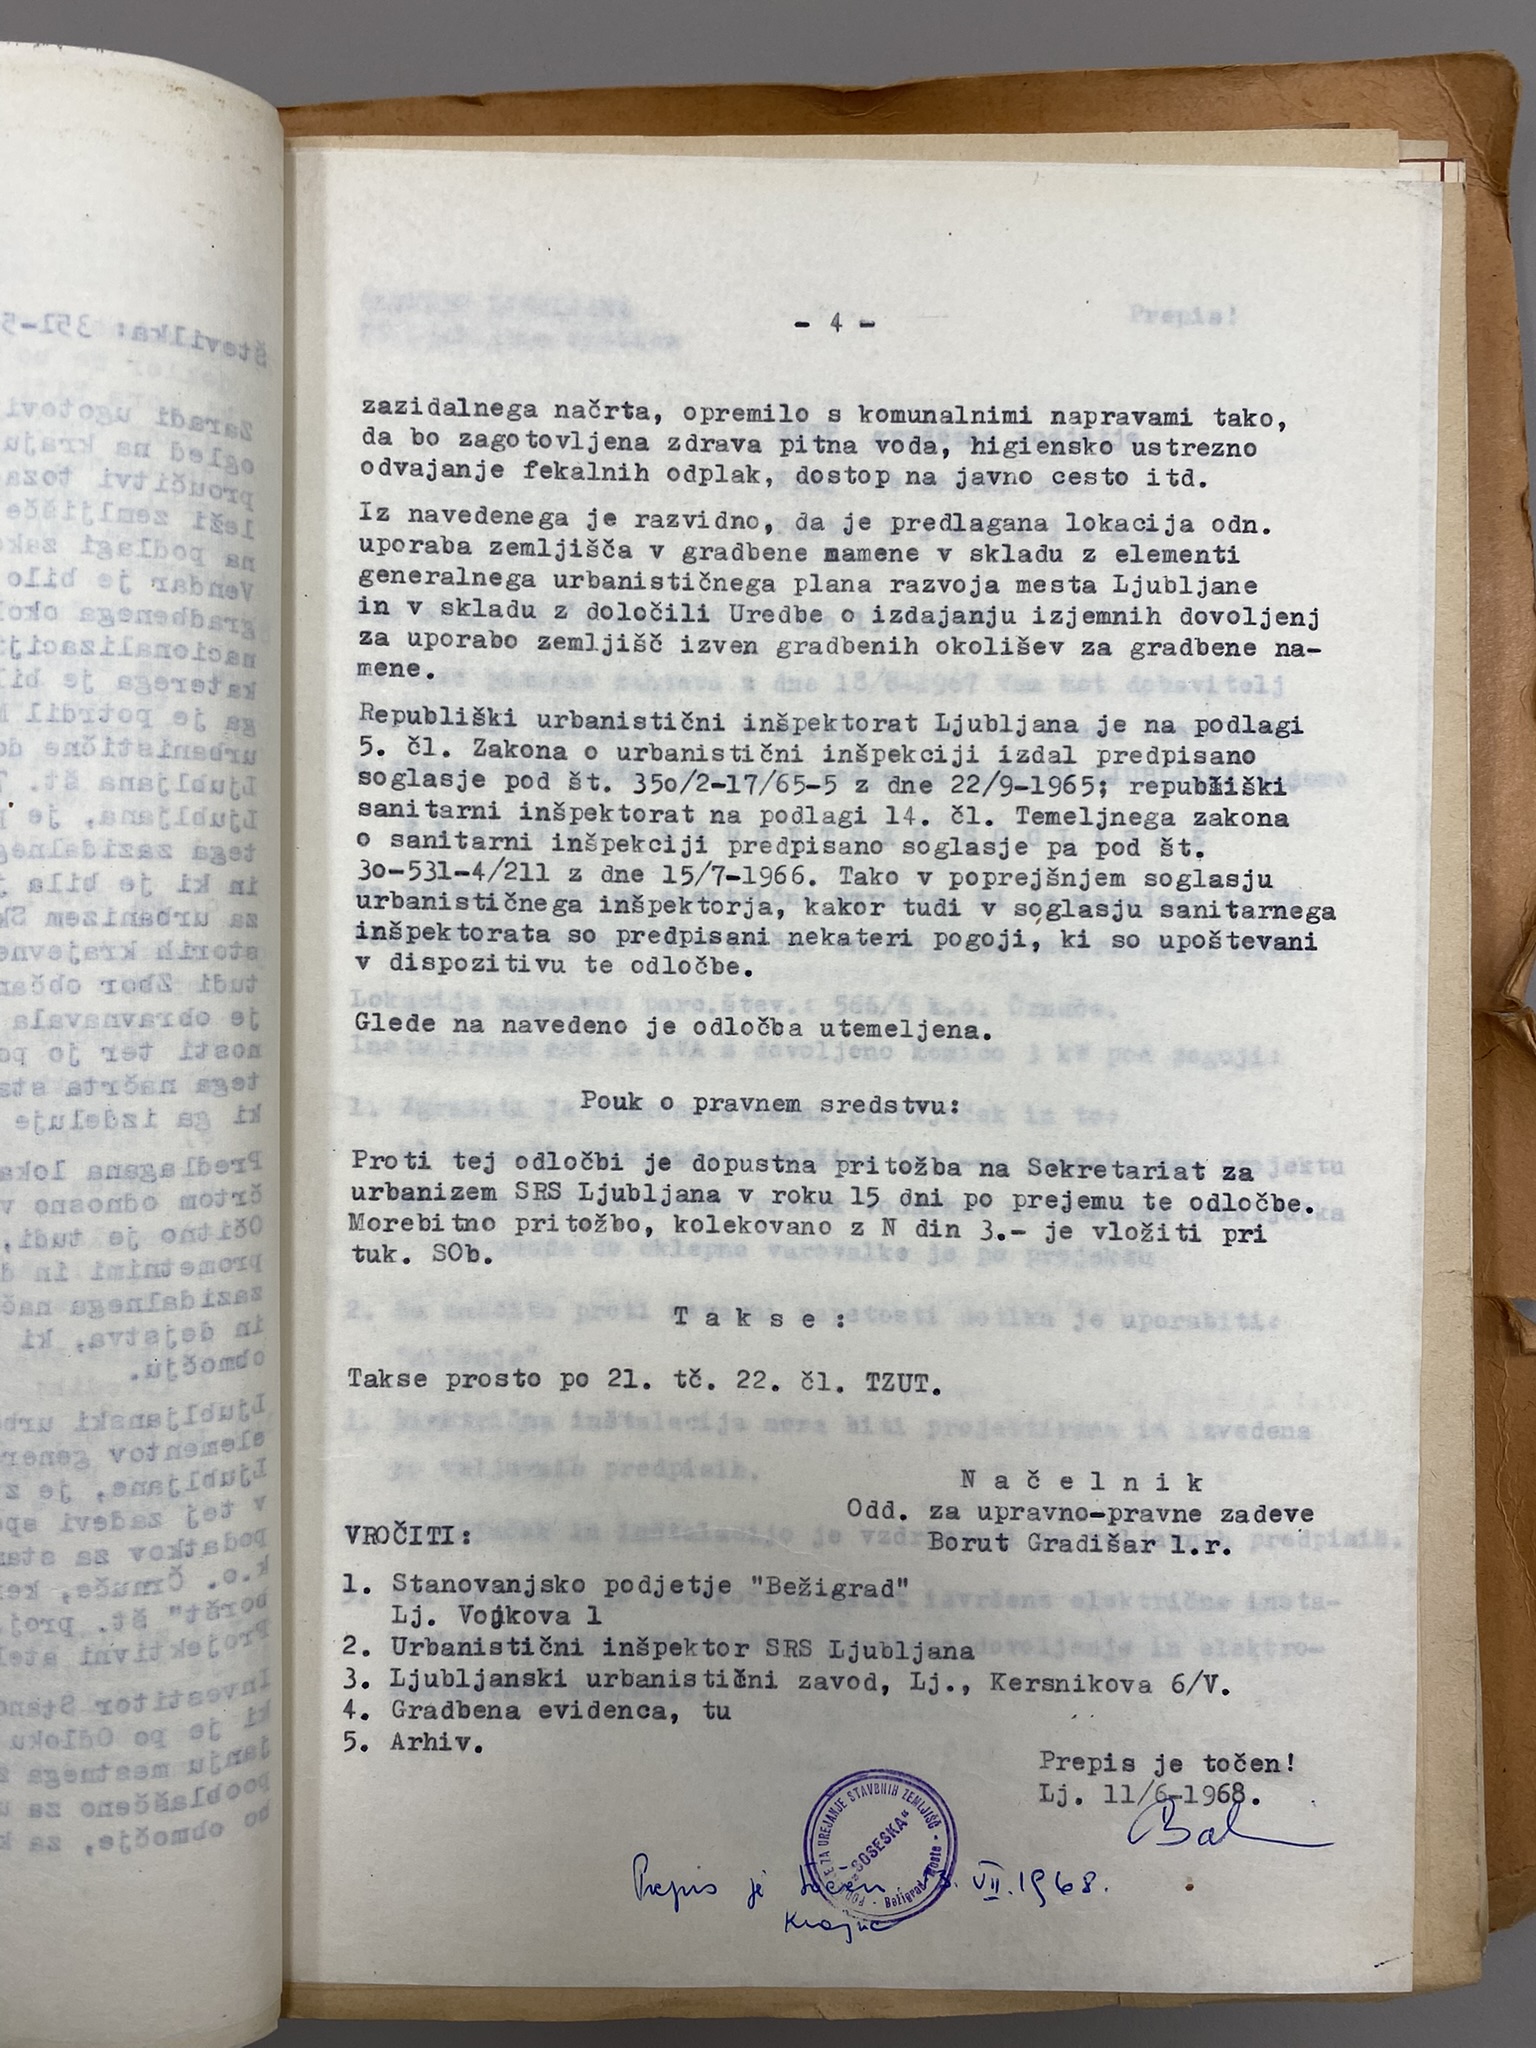 - 4 -
zazidalnega načrta, opremilo s komunalnimi napravami tako,
da bo zagotovljena zdrava pitna voda, higiensko ustrezno
odvajanje fekalnih odplak, dostop na javno cesto itd.
Iz navedenega je razvidno, da je predlagana lokacija odn.
uporaba zemljišča v gradbene namene v skladu z elementi
generalnega urbanističnega plana razvoja mesta Ljubljane
in v skladu z določili Uredbe o izdajanju izjemnih dovoljenj
za uporabo zemljišč izven gradbenih okolišev za gradbene na-
mene.
Republiški urbanistični inšpektorat Ljubljana je na podlagi
5. čl. Zakona o urbanistični inšpekciji izdal predpisano
soglasje pod št. 35o/2-17/65-5 z dne 22/9-1965; republiški
sanitarni inšpektorat na podlagi 14. čl. Temeljnega zakona
o sanitarni inšpekciji predpisano soglasje pa pod št.
3o-531-4/211 z dne 15/7-1966. Tako v poprejšnjem soglasju
urbanističnega inšpektorja, kakor tudi v soglasju sanitarnega
inšpektorata so predpisani nekateri pogoji, ki so upoštevani
v dispozitivu te odločbe.
Glede na navedeno je odločba utemeljena.
Pouk o pravnem sredstvu:
Proti tej odločbi je dopustna pritožba na Sekretariat za
urbanizem SRS Ljubljana v roku 15 dni po prejemu te odločbe.
Morebitno pritožbo, kolekovano z N din 3.- je vložiti pri
tuk. SOb.
T a k s e :
Takse prosto po 21. tč. 22. čl. TZUT.
N a č e l n i k
Odd. za upravno-pravne zadeve
Borut Gradišar l.r.
VROČITI:
1. Stanovanjsko podjetje "Bežigrad"
Lj. Vojkova 1
2. Urbanistični inšpektor SRS Ljubljana
3. Ljubljanski urbanistični zavod, Lj., Kersnikova 6/V.
4. Gradbena evidenca, tu
5. Arhiv.
Prepis je točen!
Lj. 11/6-1968.
ZA UREJANJE STAVBNIH ZEMLJIŠČ
"SOSESKA"
Bežigrad-Moste
Prepis je točen VII. 1968.